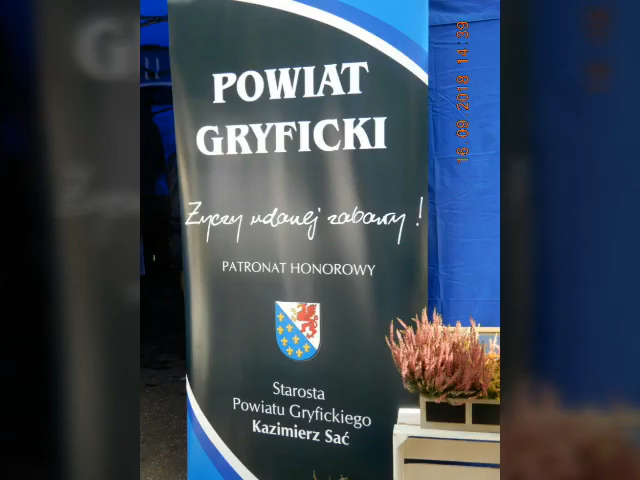 POWIAT
GRYFICKI
Życzy udanej zabawy!
PATRONAT HONOROWY
Starosta
Powiatu Gryfickiego
Kazimierz Sać
16.09.2018 14:39